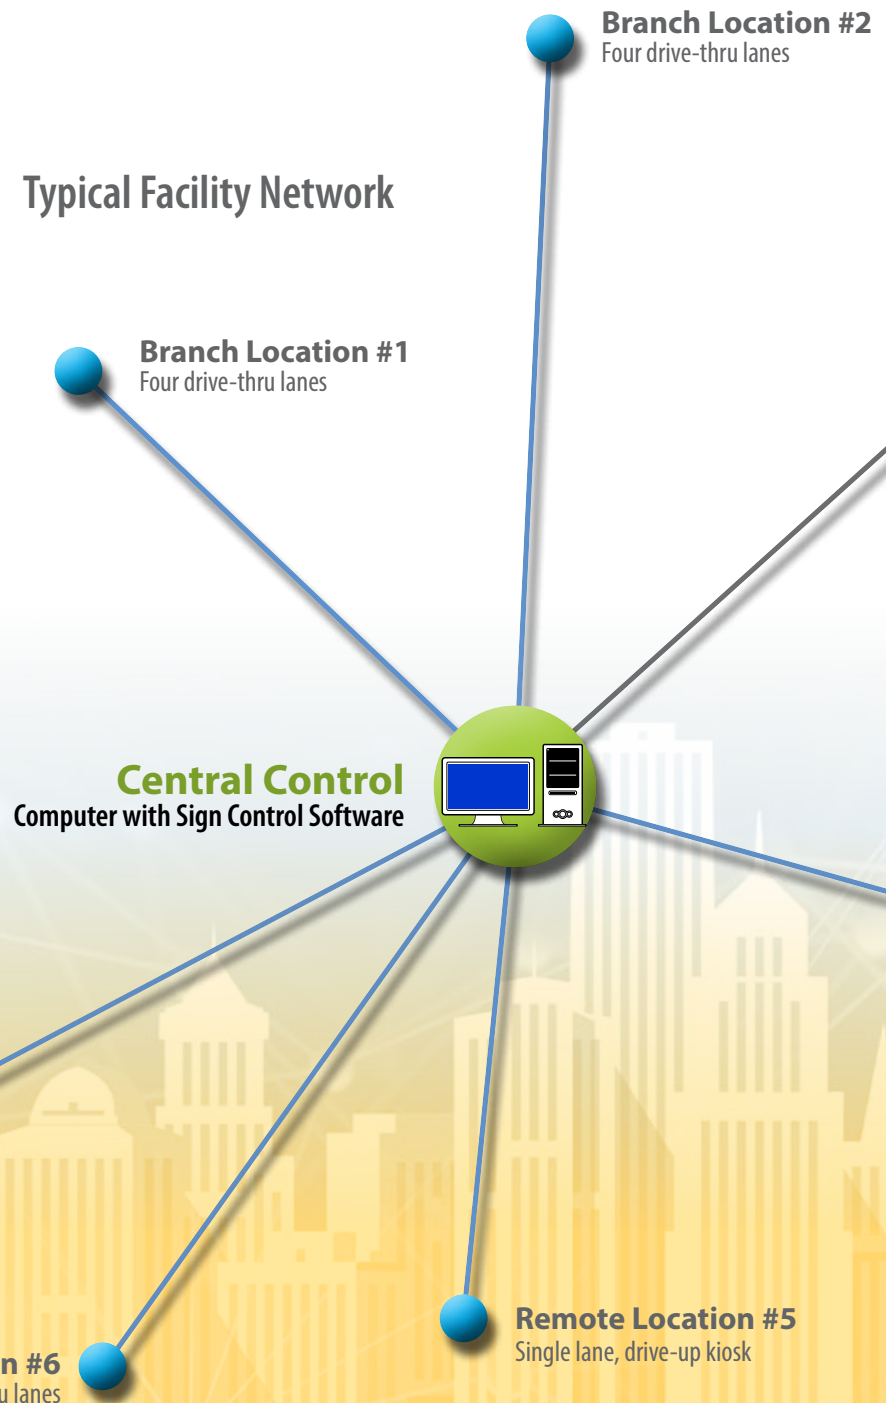 Branch Location #2
Four drive-thru lanes
Typical Facility Network
Branch Location #1
Four drive-thru lanes
Central Control
Computer with Sign Control Software
Remote Location #5
Single lane, drive-up kiosk
#6
lanes